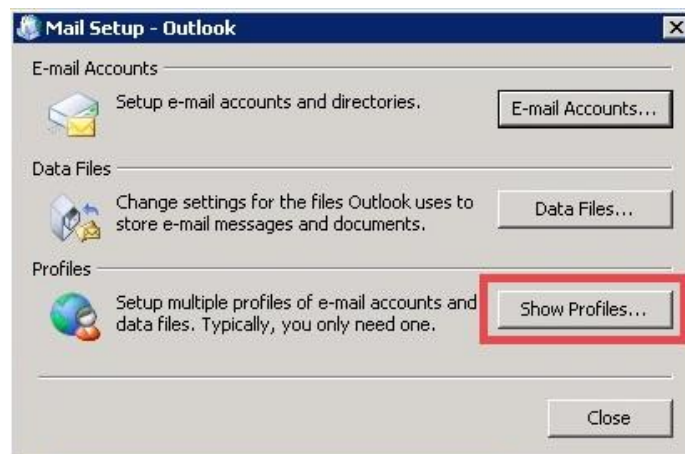 Mail Setup - Outlook
E-mail Accounts
Setup e-mail accounts and directories.
E-mail Accounts...
Data Files
Change settings for the files Outlook uses to
store e-mail messages and documents.
Data Files...
Profiles
Setup multiple profiles of e-mail accounts and
data files. Typically, you only need one.
Show Profiles...
Close